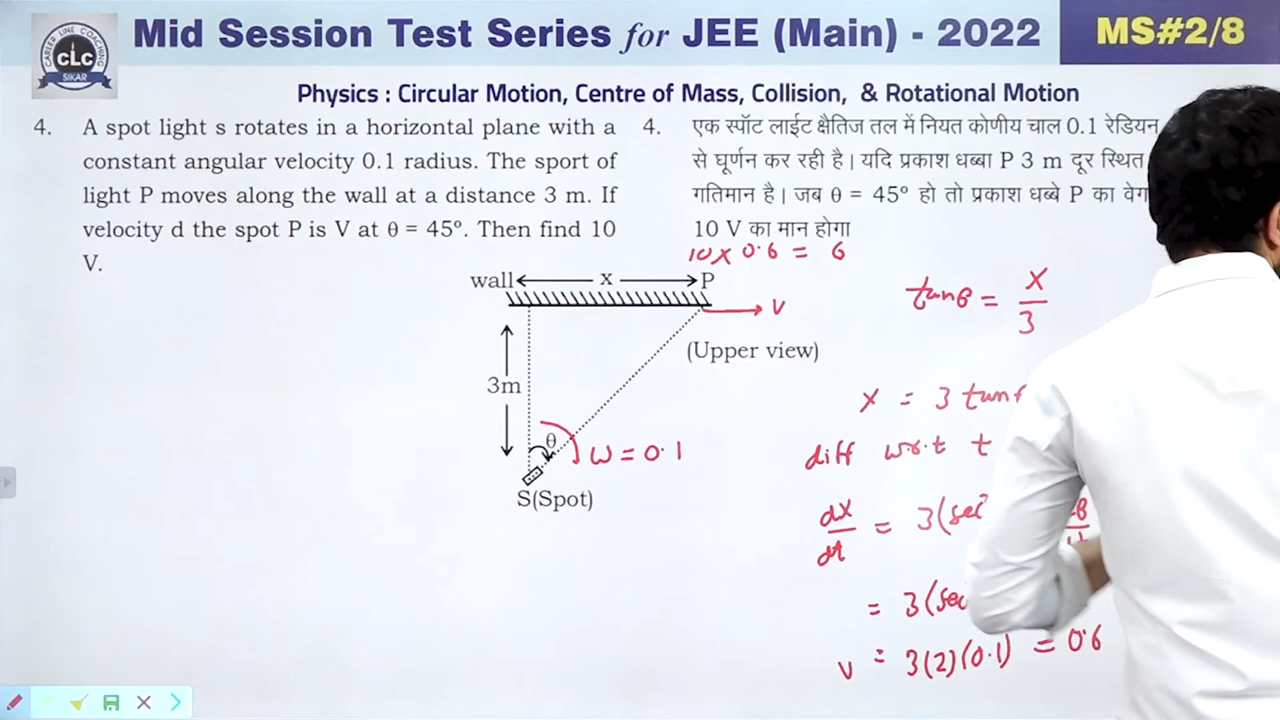 CAREER LINE COACHING
CLC
SIKAR
Mid Session Test Series for JEE (Main) - 2022
MS#2/8
Physics : Circular Motion, Centre of Mass, Collision, & Rotational Motion
4. A spot light s rotates in a horizontal plane with a
constant angular velocity 0.1 radius. The sport of
light P moves along the wall at a distance 3 m. If
velocity d the spot P is V at θ = 45°. Then find 10
V.
4. एक स्पॉट लाईट क्षैतिज तल में नियत कोणीय चाल 0.1 रेडियन
से घूर्णन कर रही है। यदि प्रकाश धब्बा P 3 m दूर स्थित
गतिमान है। जब θ = 45° हो तो प्रकाश धब्बे P का वेग
10 V का मान होगा
10 x 0.6 = 6
wall x P
v
(Upper view)
3m
θ
ω = 0.1
S(Spot)
tanθ = x/3
x = 3 tan
diff w.r.t t
dx/dt = 3(sec²
= 3(sec
v = 3(2)(0.1) = 0.6